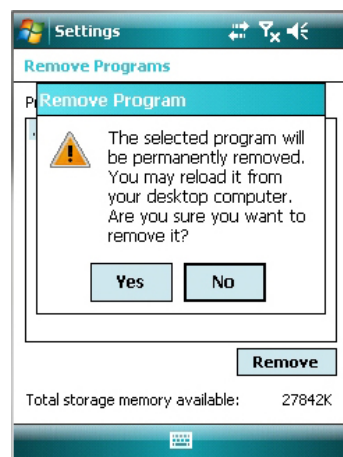 Settings
Remove Programs
P
Remove Program
The selected program will
be permanently removed.
You may reload it from
your desktop computer.
Are you sure you want to
remove it?
Yes No
Remove
Total storage memory available: 27842K